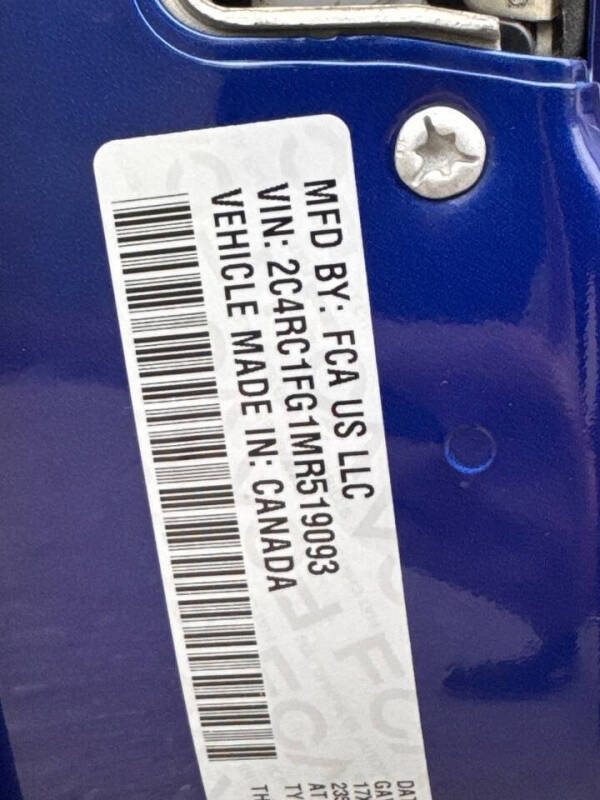 MFD BY: FCA US LLC
VIN: 2C4RC1FG1MR519093
VEHICLE MADE IN: CANADA